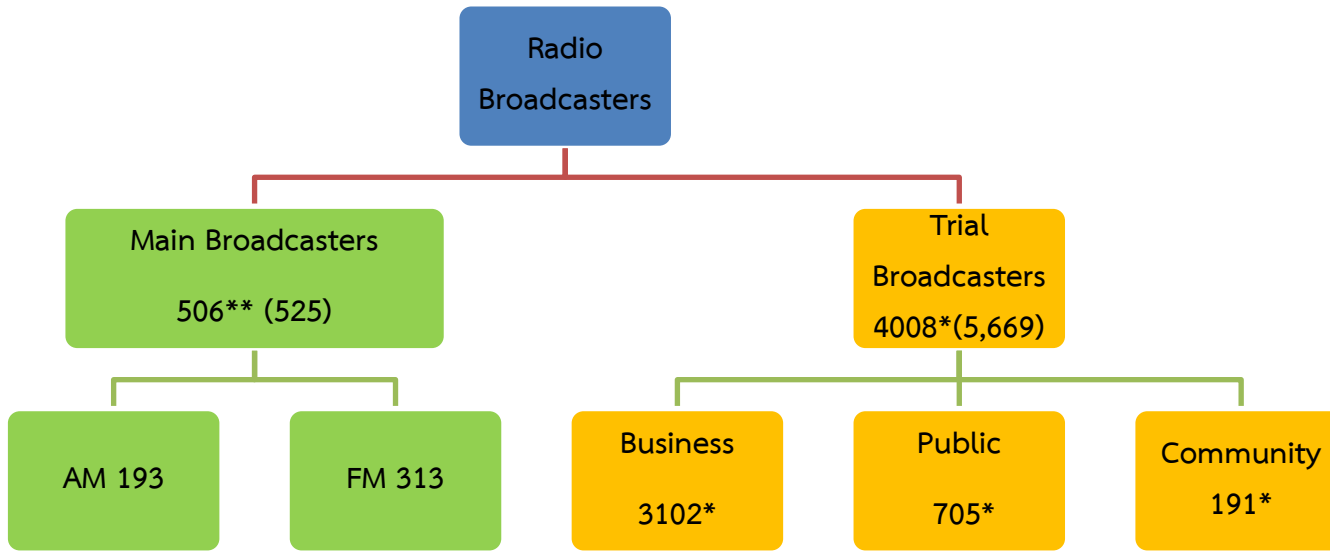 Radio
Broadcasters
Main Broadcasters
506** (525)
Trial
Broadcasters
4008*(5,669)
AM 193
FM 313
Business
3102*
Public
705*
Community
191*